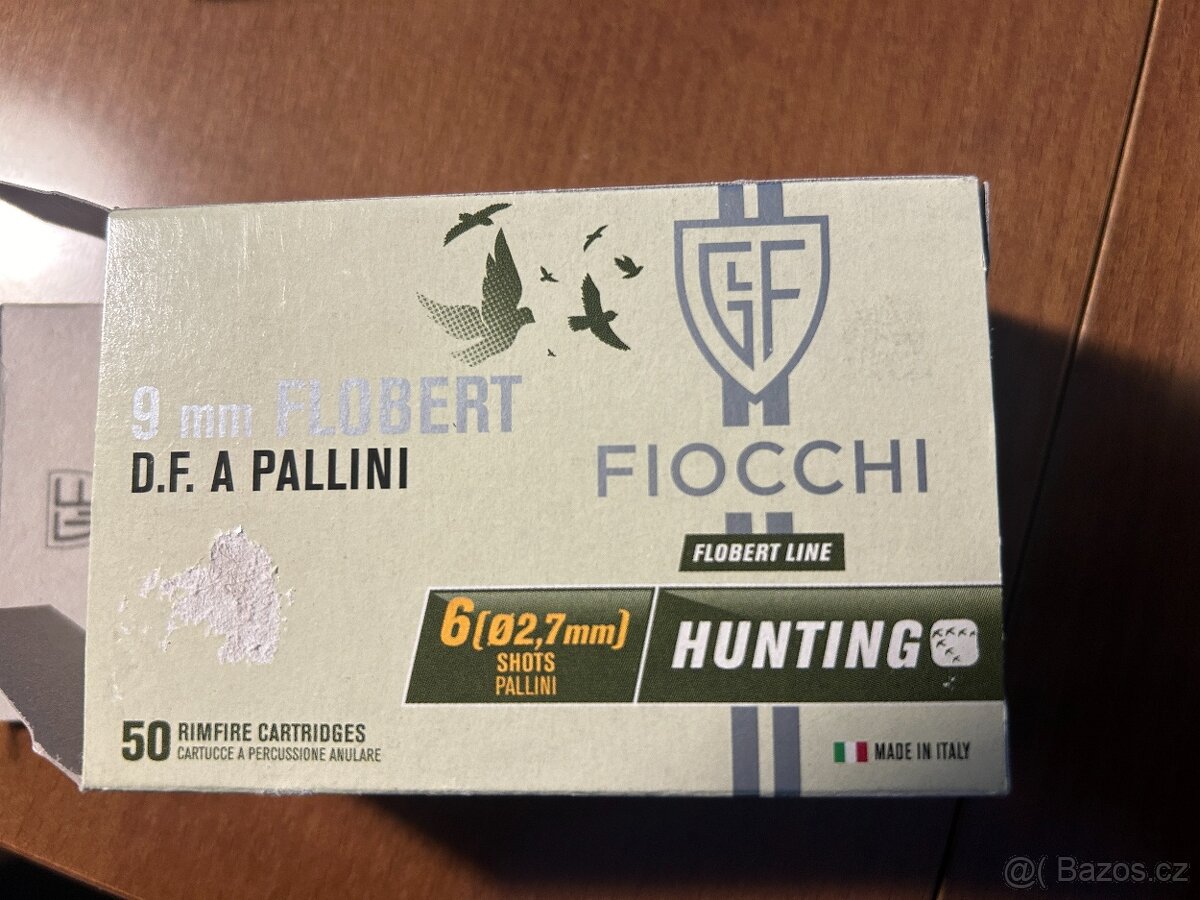 GF
9 mm FLOBERT
D.F. A PALLINI
FIOCCHI
FLOBERT LINE
6 (Ø2,7mm)
SHOTS
PALLINI
HUNTING
50 RIMFIRE CARTRIDGES
CARTUCCE A PERCUSSIONE ANULARE
MADE IN ITALY
@( Bazos.cz